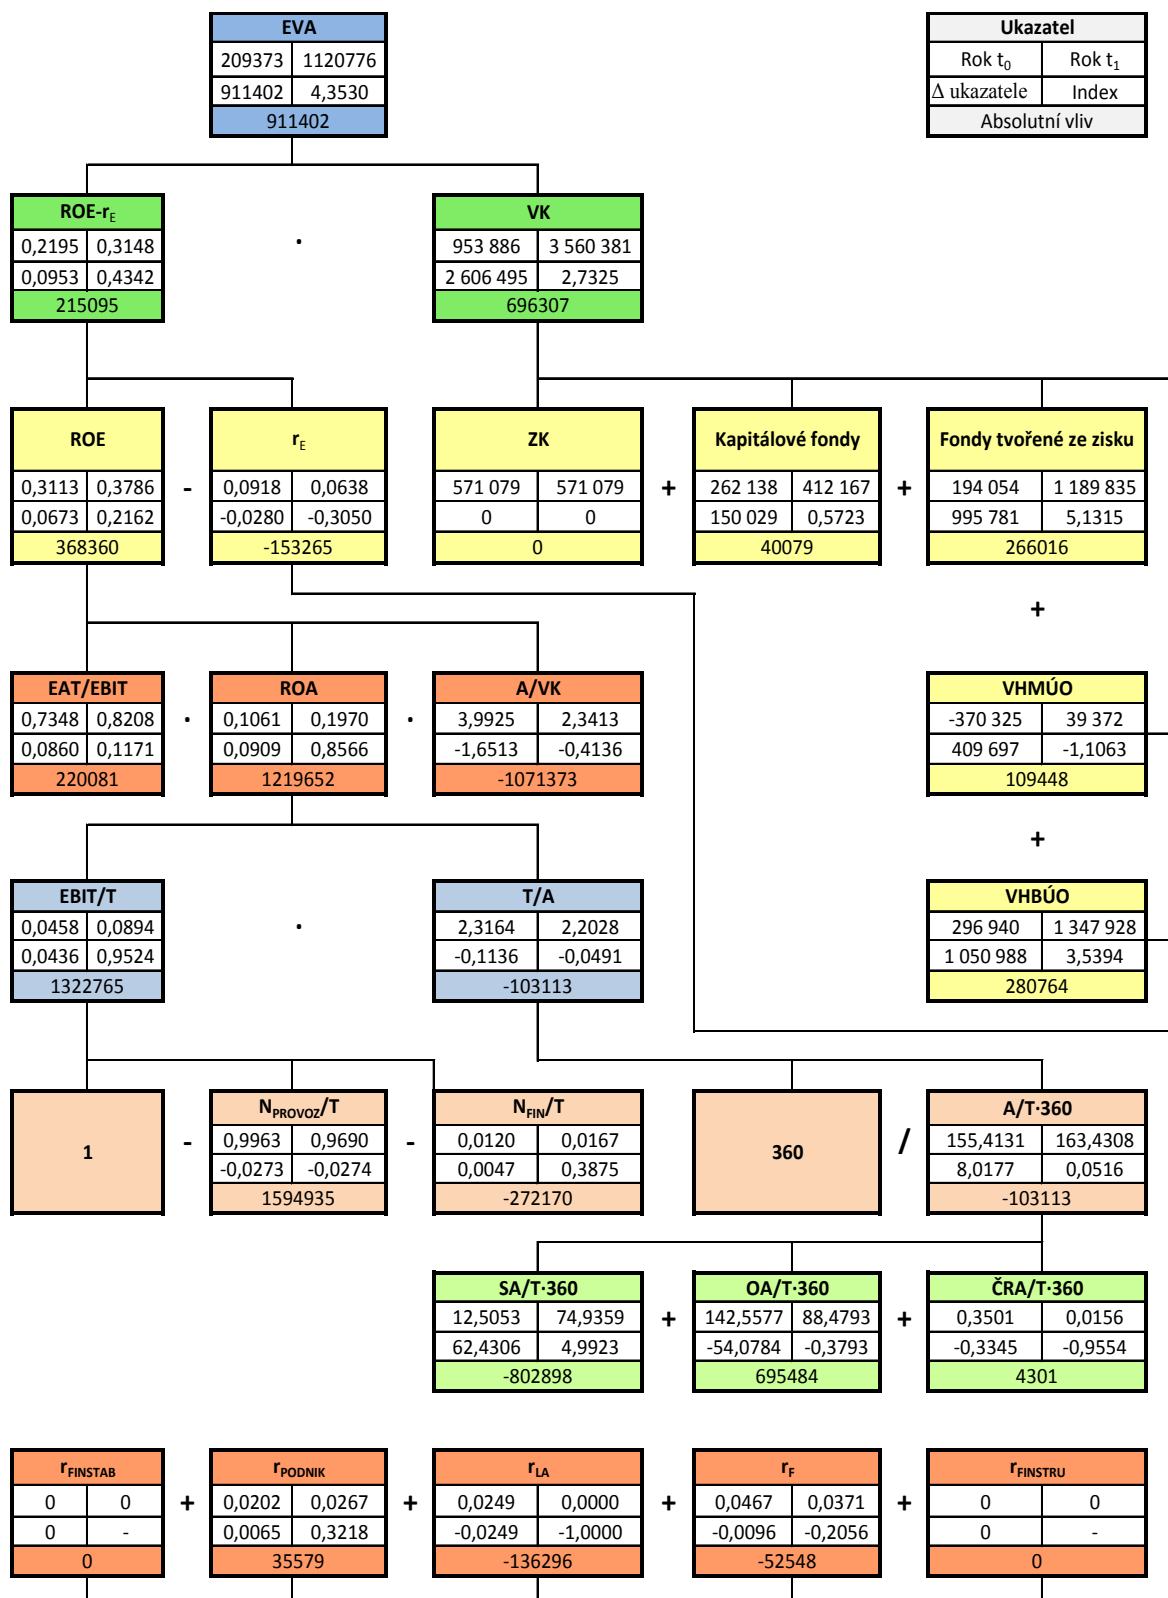 EVA
209373 1120776
911402 4,3530
911402
Ukazatel
Rok t0 Rok t1
Δ ukazatele Index
Absolutní vliv
ROE-rE
0,2195 0,3148
0,0953 0,4342
215095
·
VK
953 886 3 560 381
2 606 495 2,7325
696307
ROE
0,3113 0,3786
0,0673 0,2162
368360
-
rE
0,0918 0,0638
-0,0280 -0,3050
-153265
ZK
571 079 571 079
0 0
0
+
Kapitálové fondy
262 138 412 167
150 029 0,5723
40079
+
Fondy tvořené ze zisku
194 054 1 189 835
995 781 5,1315
266016
+
EAT/EBIT
0,7348 0,8208
0,0860 0,1171
220081
·
ROA
0,1061 0,1970
0,0909 0,8566
1219652
·
A/VK
3,9925 2,3413
-1,6513 -0,4136
-1071373
VHMÚO
-370 325 39 372
409 697 -1,1063
109448
+
EBIT/T
0,0458 0,0894
0,0436 0,9524
1322765
·
T/A
2,3164 2,2028
-0,1136 -0,0491
-103113
VHBÚO
296 940 1 347 928
1 050 988 3,5394
280764
1
-
NPROVOZ/T
0,9963 0,9690
-0,0273 -0,0274
1594935
-
NFIN/T
0,0120 0,0167
0,0047 0,3875
-272170
360
/
A/T·360
155,4131 163,4308
8,0177 0,0516
-103113
SA/T·360
12,5053 74,9359
62,4306 4,9923
-802898
+
OA/T·360
142,5577 88,4793
-54,0784 -0,3793
695484
+
ČRA/T·360
0,3501 0,0156
-0,3345 -0,9554
4301
rFINSTAB
0 0
0 -
0
+
rPODNIK
0,0202 0,0267
0,0065 0,3218
35579
+
rLA
0,0249 0,0000
-0,0249 -1,0000
-136296
+
rF
0,0467 0,0371
-0,0096 -0,2056
-52548
+
rFINSTRU
0 0
0 -
0